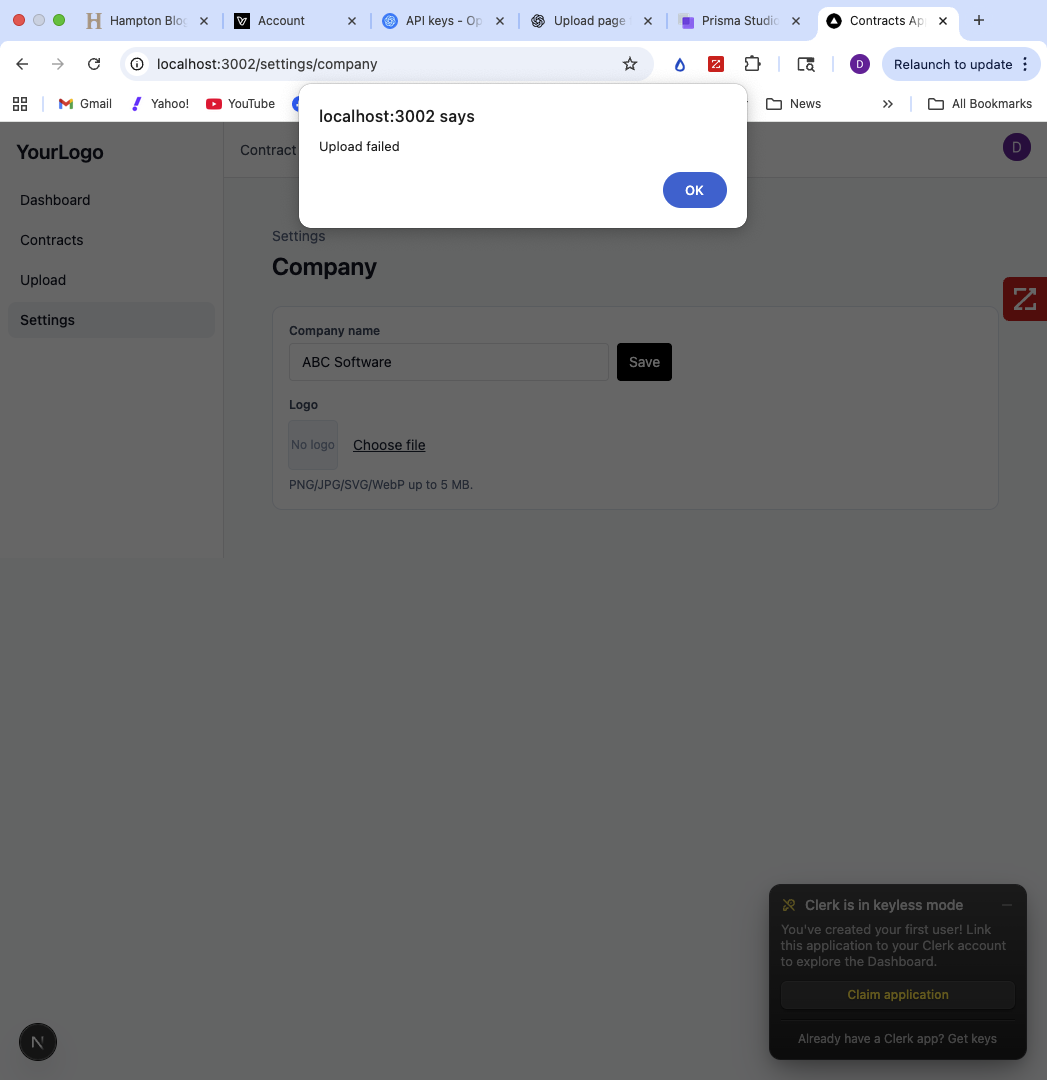 Hampton Blog
Account
API keys - Op
Upload page
Prisma Studio
Contracts Ap
localhost:3002/settings/company
D
Relaunch to update
Gmail
Yahoo!
YouTube
News
All Bookmarks
localhost:3002 says
Upload failed
OK
YourLogo
Contract
D
Dashboard
Contracts
Upload
Settings
Settings
Company
Company name
ABC Software
Save
Logo
No logo
Choose file
PNG/JPG/SVG/WebP up to 5 MB.
Clerk is in keyless mode
You've created your first user! Link
this application to your Clerk account
to explore the Dashboard.
Claim application
Already have a Clerk app? Get keys
N